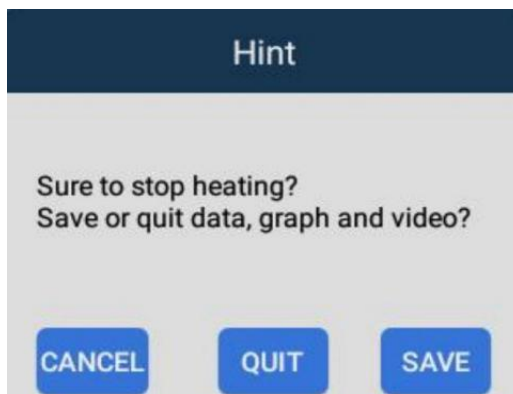 Hint
Sure to stop heating?
Save or quit data, graph and video?
CANCEL QUIT SAVE